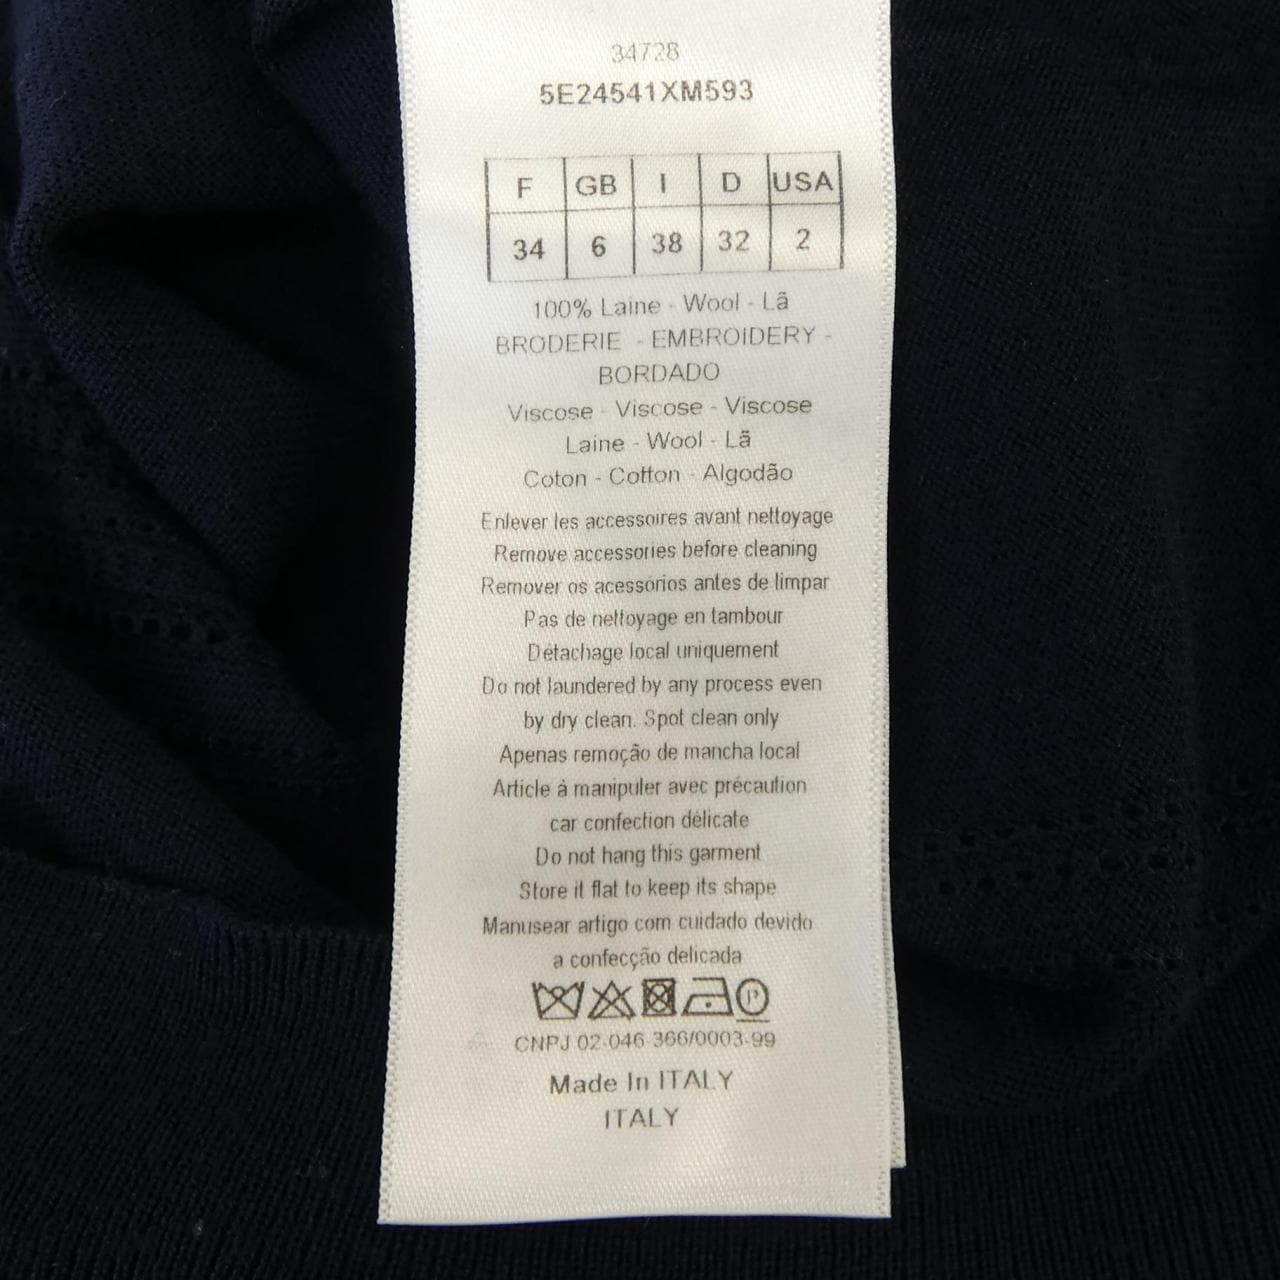 34728
5E24541XM593
F GB I D USA
34 6 38 32 2
100% Laine - Wool - Lã
BRODERIE - EMBROIDERY -
BORDADO
Viscose - Viscose - Viscose
Laine - Wool - Lã
Coton - Cotton - Algodão
Enlever les accessoires avant nettoyage
Remove accessories before cleaning
Remover os acessórios antes de limpar
Pas de nettoyage en tambour
Détachage local uniquement
Do not laundered by any process even
by dry clean. Spot clean only
Apenas remoção de mancha local
Article à manipuler avec précaution
car confection délicate
Do not hang this garment
Store it flat to keep its shape
Manusear artigo com cuidado devido
a confecção delicada
P
CNPJ 02.046 366/0003-99
Made In ITALY
ITALY